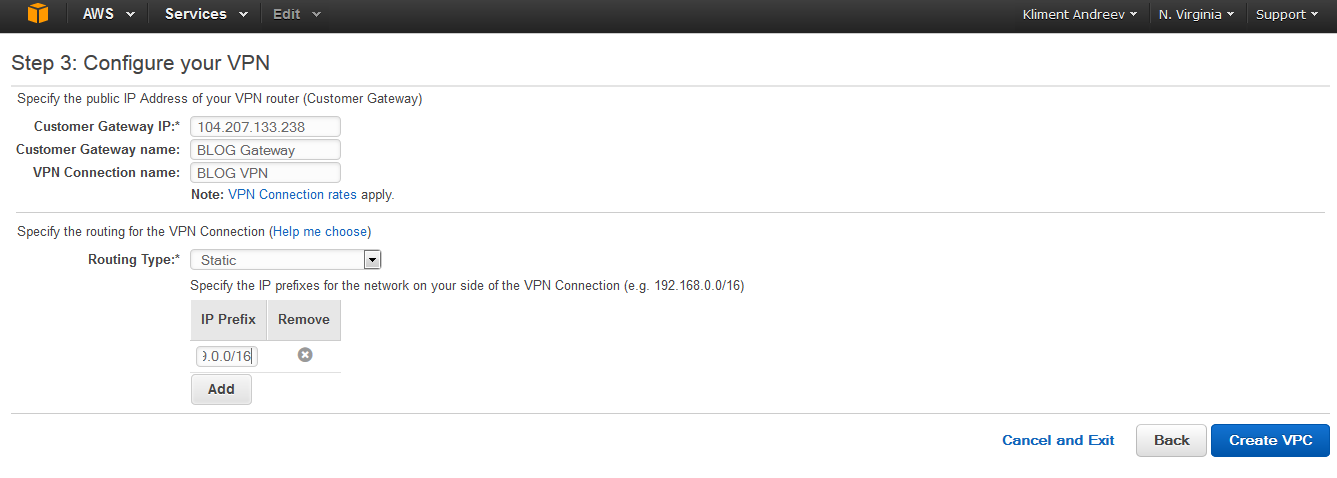 AWS Services Edit Kliment Andreev N. Virginia Support
Step 3: Configure your VPN
Specify the public IP Address of your VPN router (Customer Gateway)
Customer Gateway IP:* 104.207.133.238
Customer Gateway name: BLOG Gateway
VPN Connection name: BLOG VPN
Note: VPN Connection rates apply.
Specify the routing for the VPN Connection (Help me choose)
Routing Type:* Static
Specify the IP prefixes for the network on your side of the VPN Connection (e.g. 192.168.0.0/16)
IP Prefix Remove
.0.0/16
Add
Cancel and Exit Back Create VPC